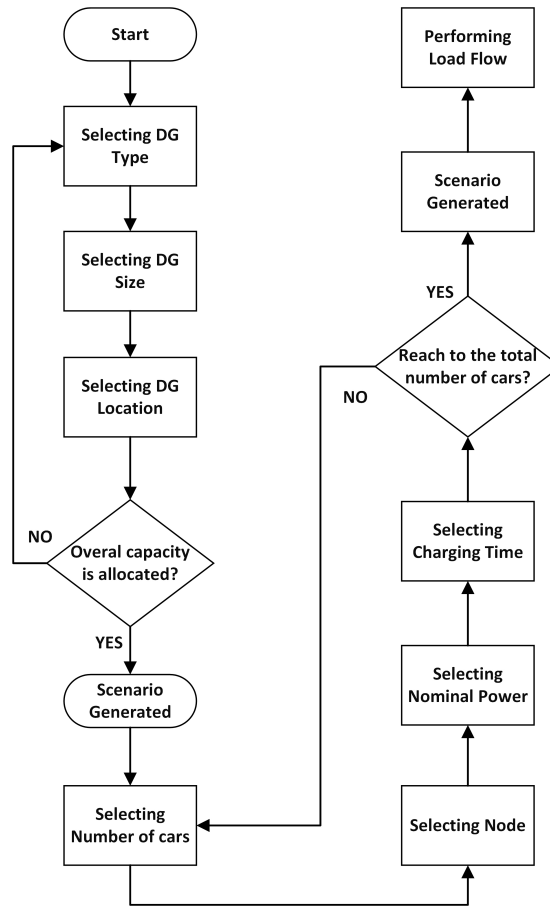 Start
Selecting DG
Type
Selecting DG
Size
Selecting DG
Location
NO
Overal capacity
is allocated?
YES
Scenario
Generated
Selecting
Number of cars
Performing
Load Flow
Scenario
Generated
YES
Reach to the total
number of cars?
NO
Selecting
Charging Time
Selecting
Nominal Power
Selecting Node